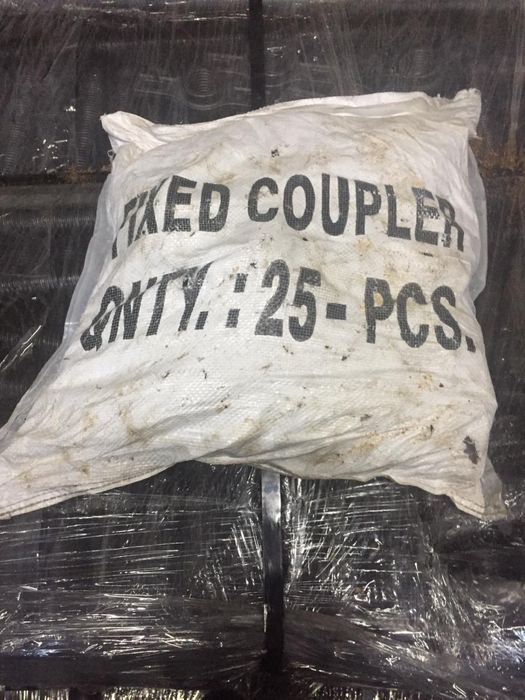 FIXED COUPLER
QNTY. : 25 - PCS.